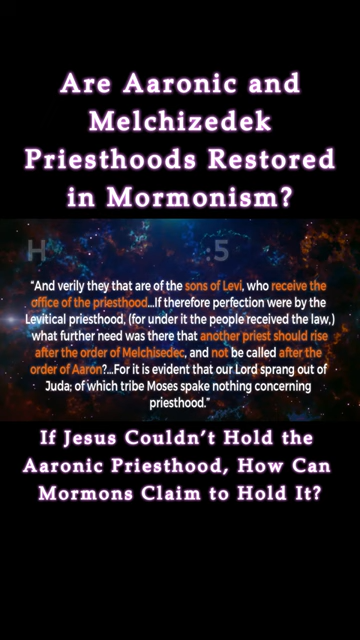 Are Aaronic and
Melchizedek
Priesthoods Restored
in Mormonism?
H :5
"And verily they that are of the sons of Levi, who receive the
office of the priesthood...If therefore perfection were by the
Levitical priesthood, (for under it the people received the law,)
what further need was there that another priest should rise
after the order of Melchisedec, and not be called after the
order of Aaron?...For it is evident that our Lord sprang out of
Juda; of which tribe Moses spake nothing concerning
priesthood."
If Jesus Couldn't Hold the
Aaronic Priesthood, How Can
Mormons Claim to Hold It?